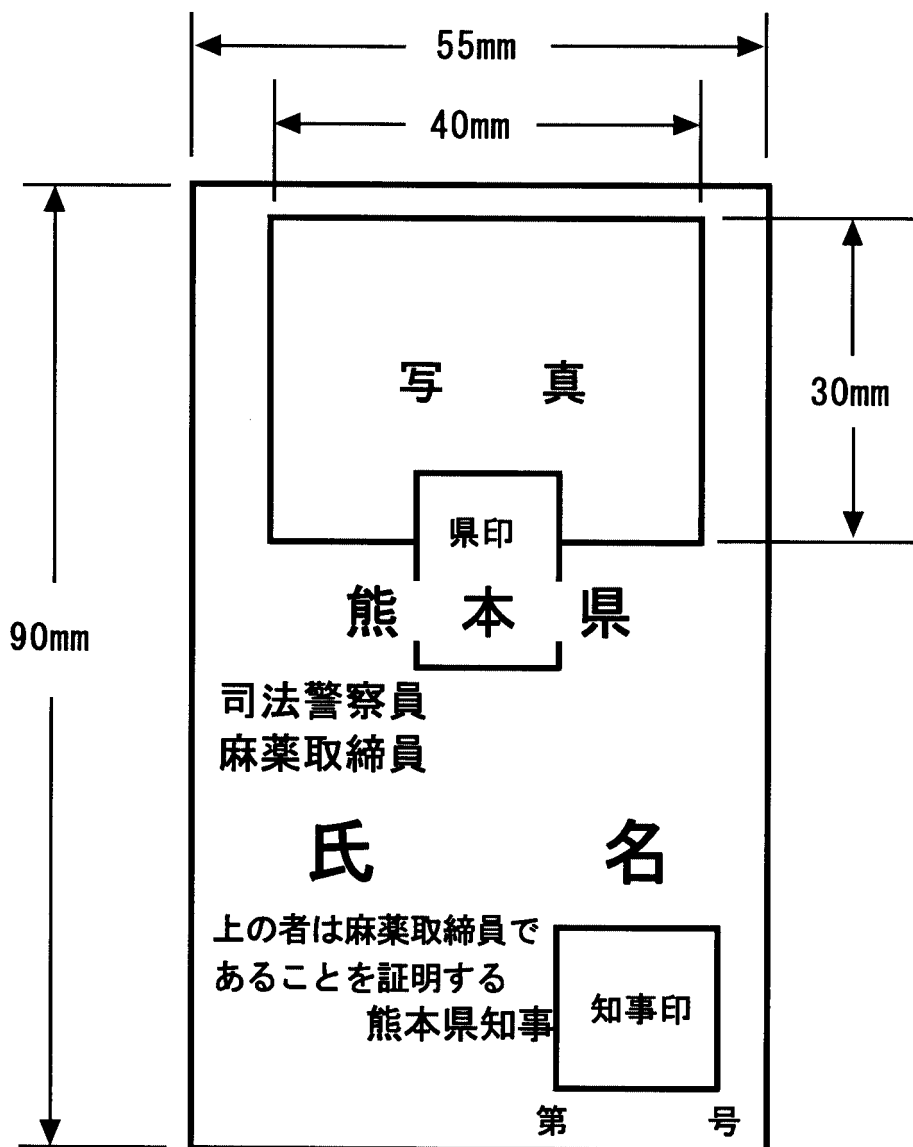 55mm
40mm
写　真
30mm
県印
熊　本　県
90mm
司法警察員
麻薬取締員
氏　名
上の者は麻薬取締員で
あることを証明する
熊本県知事
知事印
第　号